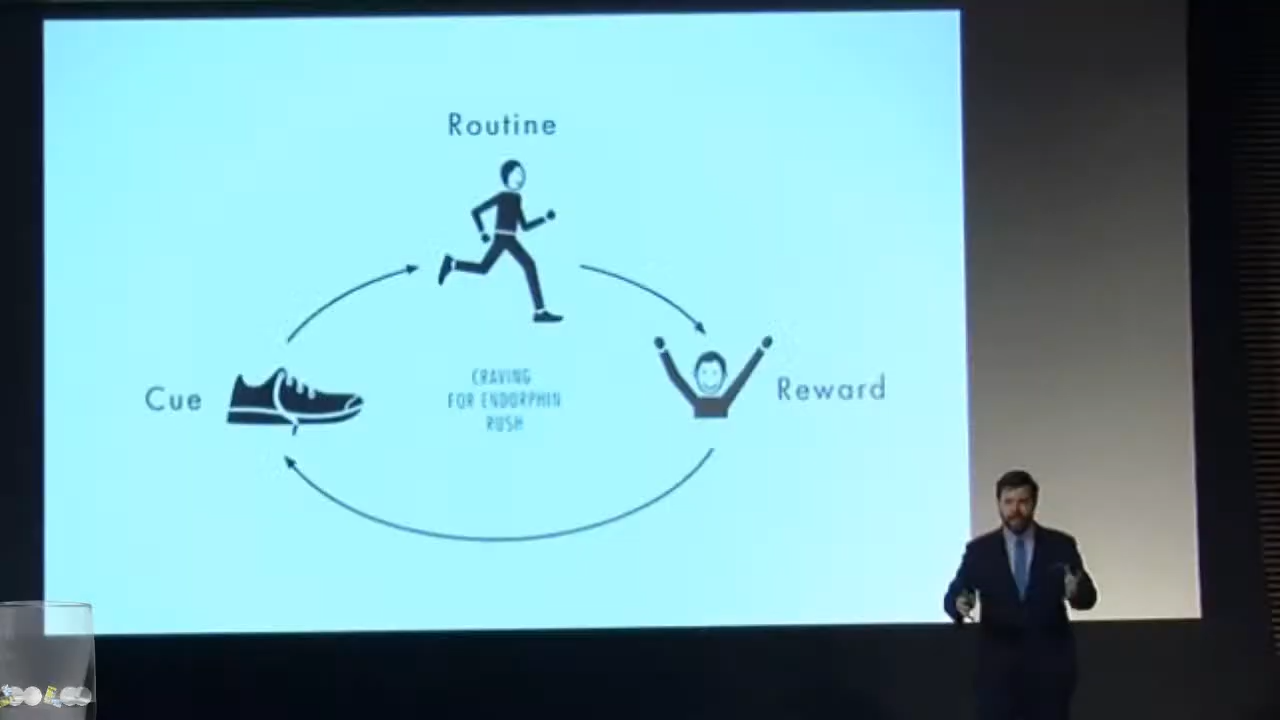 Routine
Cue
CRAVING
FOR ENDORPHIN
RUSH
Reward